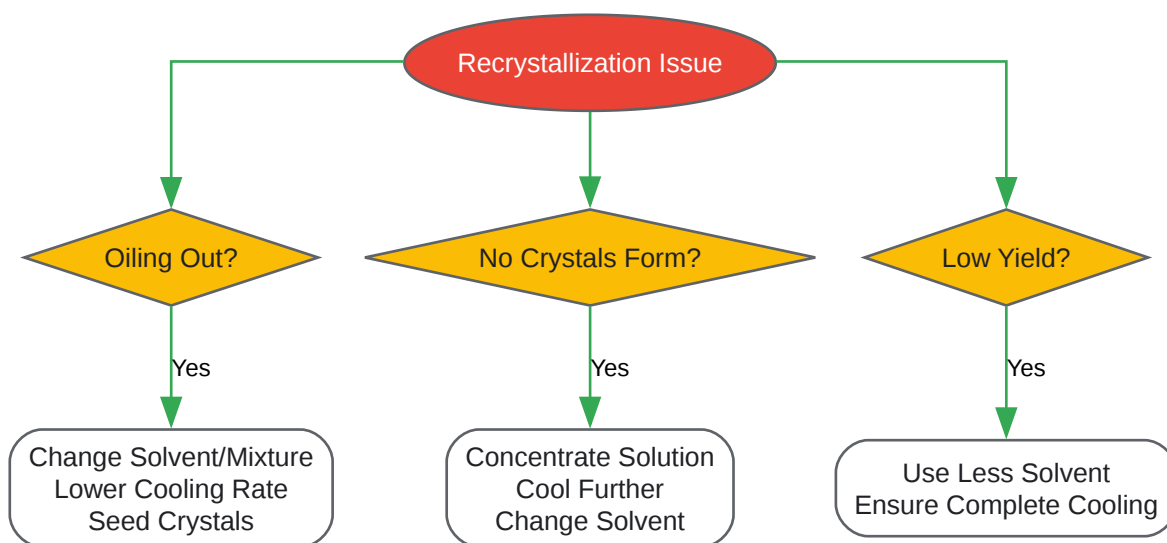 Recrystallization Issue
Oiling Out?
No Crystals Form?
Low Yield?
Yes
Yes
Yes
Change Solvent/Mixture
Lower Cooling Rate
Seed Crystals
Concentrate Solution
Cool Further
Change Solvent
Use Less Solvent
Ensure Complete Cooling